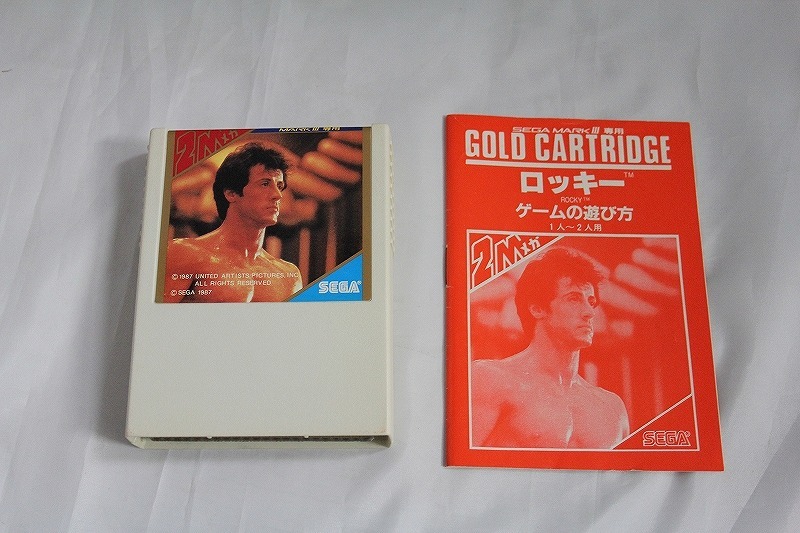 2Mメガ
MARK III 専用
©1987 UNITED ARTISTS PICTURES, INC.
ALL RIGHTS RESERVED
©SEGA 1987
SEGA®
SEGA MARK III 専用
GOLD CARTRIDGE
ロッキー™
ROCKY™
ゲームの遊び方
1人～2人用
2Mメガ
SEGA®